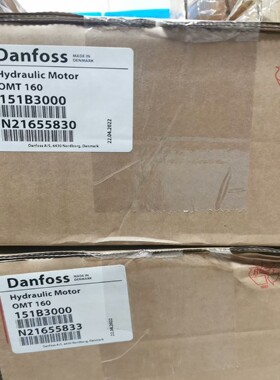 Danfoss MADE IN
DENMARK
Hydraulic Motor
OMT 160
151B3000
N21655830
22.04.2022
Danfoss A/S, 6430 Nordborg, Denmark
Danfoss MADE IN
DENMARK
Hydraulic Motor
OMT 160
151B3000
N21655833